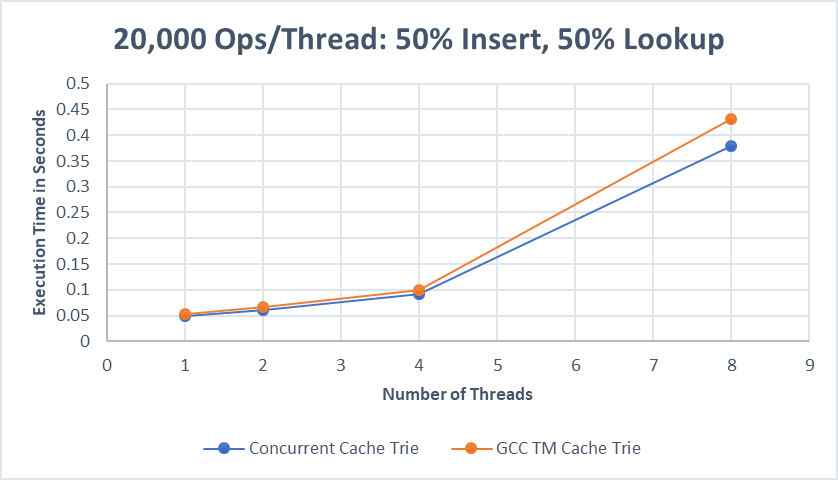 20,000 Ops/Thread: 50% Insert, 50% Lookup
Execution Time in Seconds
0.5
0.45
0.4
0.35
0.3
0.25
0.2
0.15
0.1
0.05
0
0 1 2 3 4 5 6 7 8 9
Number of Threads
Concurrent Cache Trie GCC TM Cache Trie